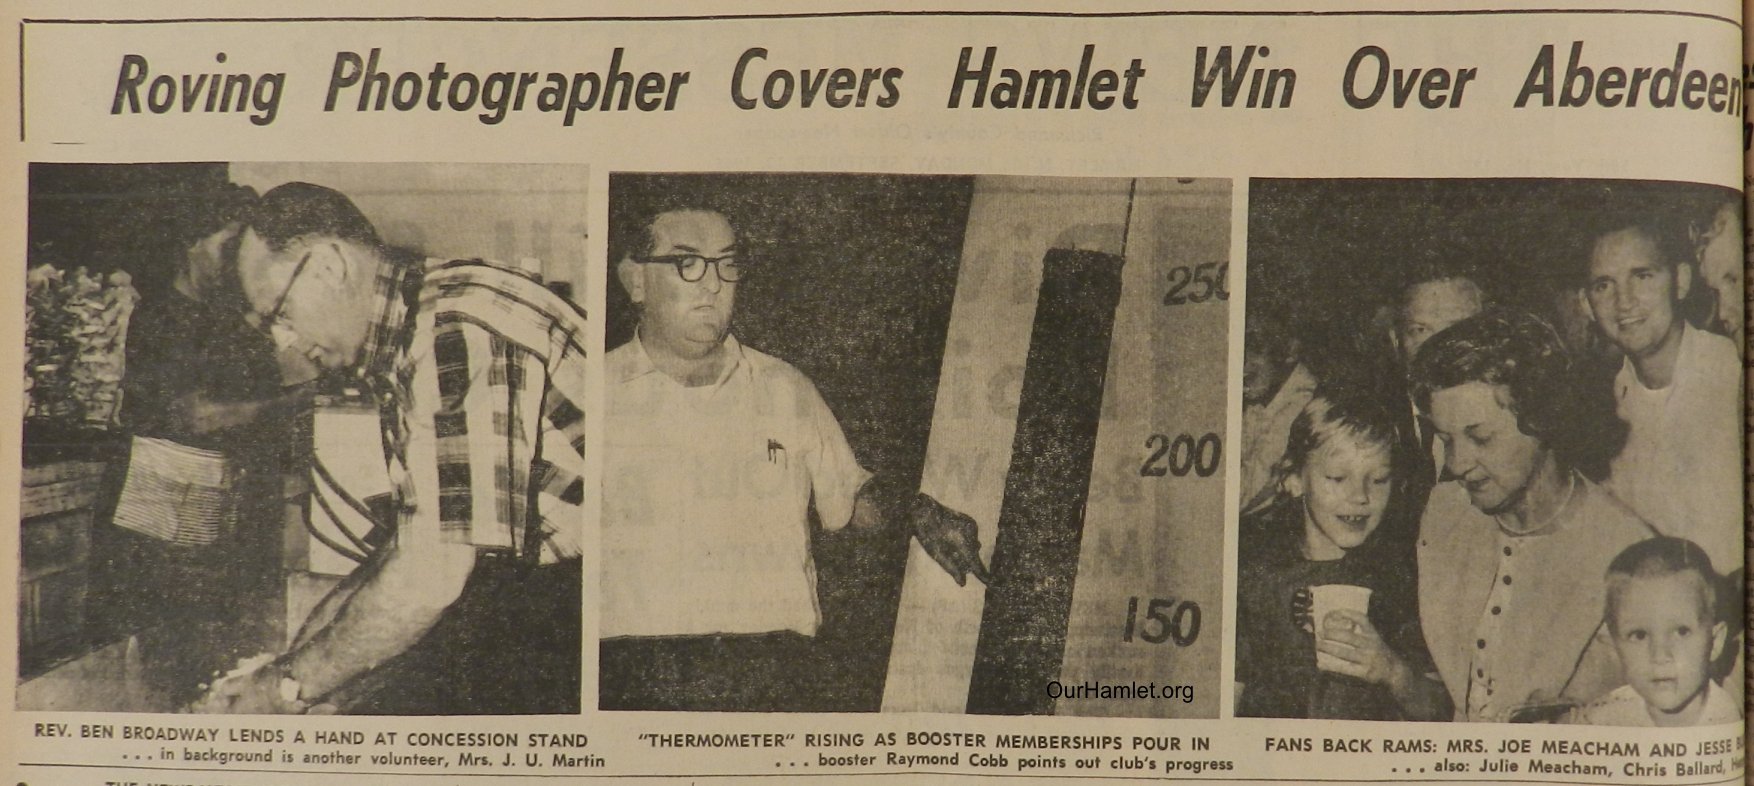 Roving Photographer Covers Hamlet Win Over Aberdeen
250
200
150
OurHamlet.org
REV. BEN BROADWAY LENDS A HAND AT CONCESSION STAND
... in background is another volunteer, Mrs. J. U. Martin
"THERMOMETER" RISING AS BOOSTER MEMBERSHIPS POUR IN
... booster Raymond Cobb points out club's progress
FANS BACK RAMS: MRS. JOE MEACHAM AND JESSE
... also: Julie Meacham, Chris Ballard,